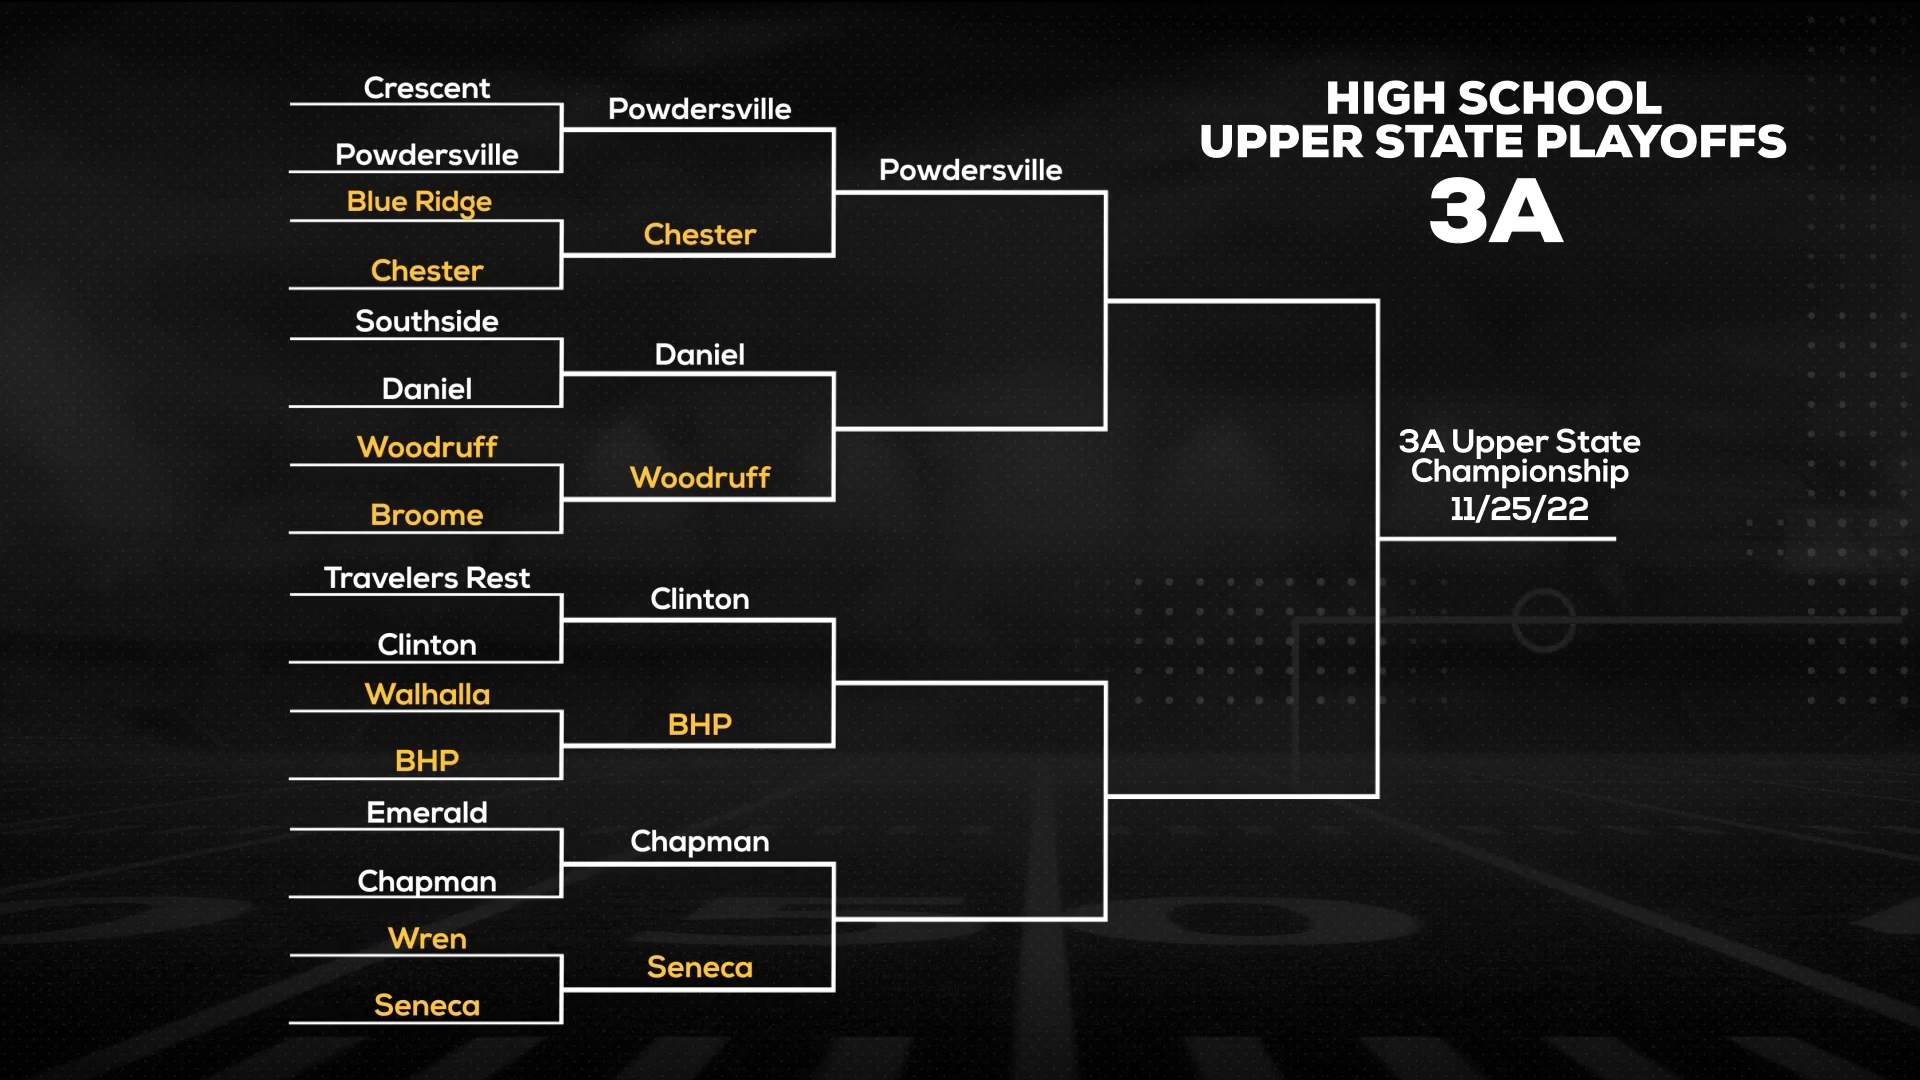 HIGH SCHOOL
UPPER STATE PLAYOFFS
3A
Crescent
Powdersville
Blue Ridge
Chester
Southside
Daniel
Woodruff
Broome
Travelers Rest
Clinton
Walhalla
BHP
Emerald
Chapman
Wren
Seneca
Powdersville
Chester
Daniel
Woodruff
Clinton
BHP
Chapman
Seneca
Powdersville
3A Upper State
Championship
11/25/22
50